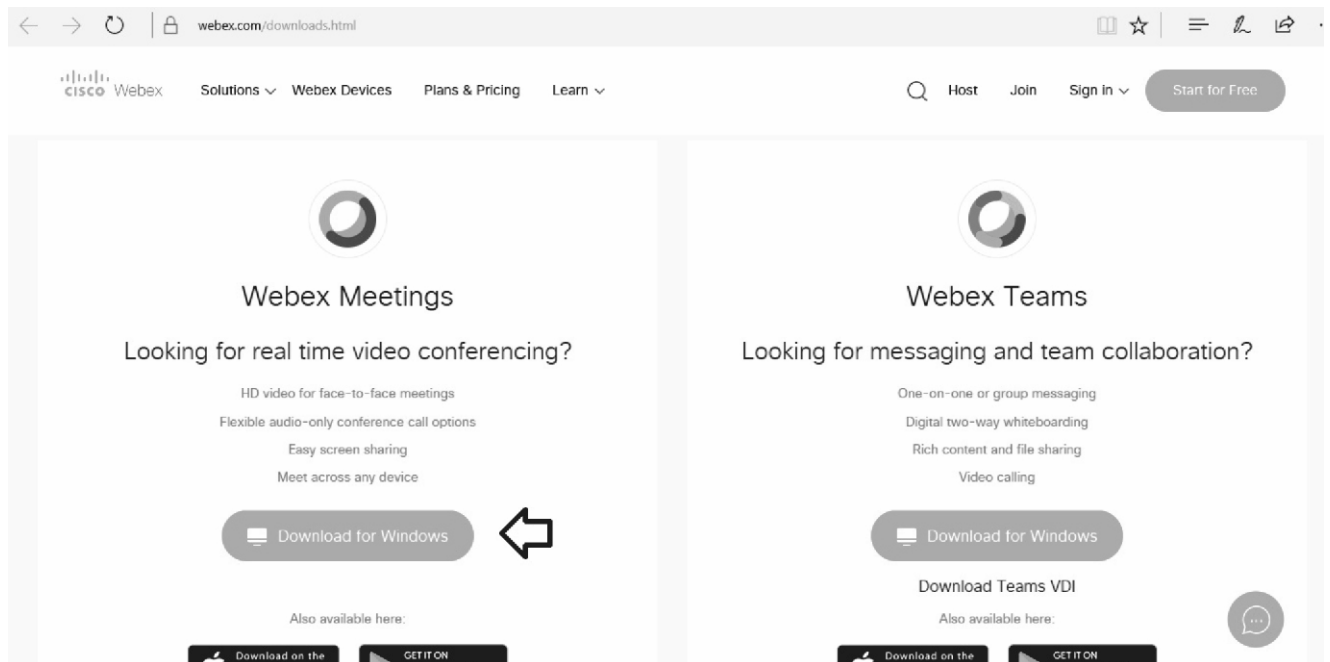 webex.com/downloads.html
CISCO Webex Solutions Webex Devices Plans & Pricing Learn Host Join Sign in Start for Free
Webex Meetings
Looking for real time video conferencing?
HD video for face-to-face meetings
Flexible audio-only conference call options
Easy screen sharing
Meet across any device
Download for Windows
Also available here:
Download on the
GET IT ON
Webex Teams
Looking for messaging and team collaboration?
One-on-one or group messaging
Digital two-way whiteboarding
Rich content and file sharing
Video calling
Download for Windows
Download Teams VDI
Also available here:
Download on the
GET IT ON